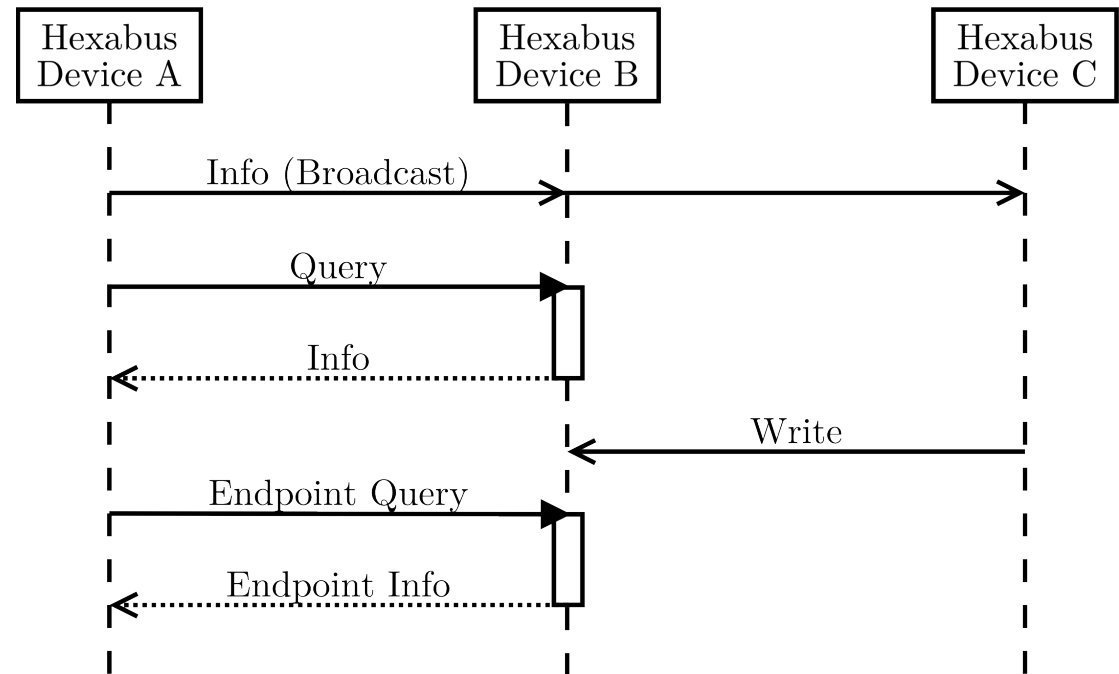 Hexabus
Device A
Hexabus
Device B
Hexabus
Device C
Info (Broadcast)
Query
Info
Write
Endpoint Query
Endpoint Info